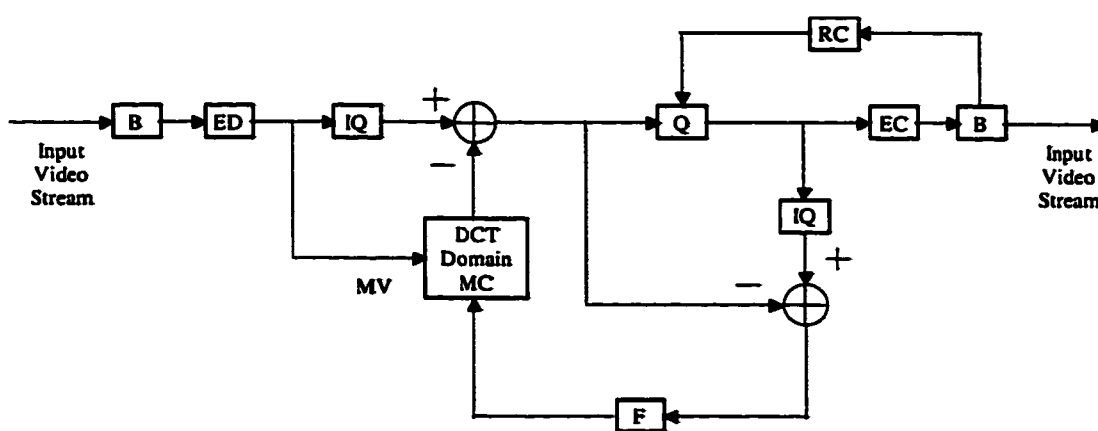 RC
+
B
ED
IQ
Q
EC
B
Input
Video
Stream
Input
Video
Stream
−
DCT
Domain
MC
IQ
MV
+
−
F